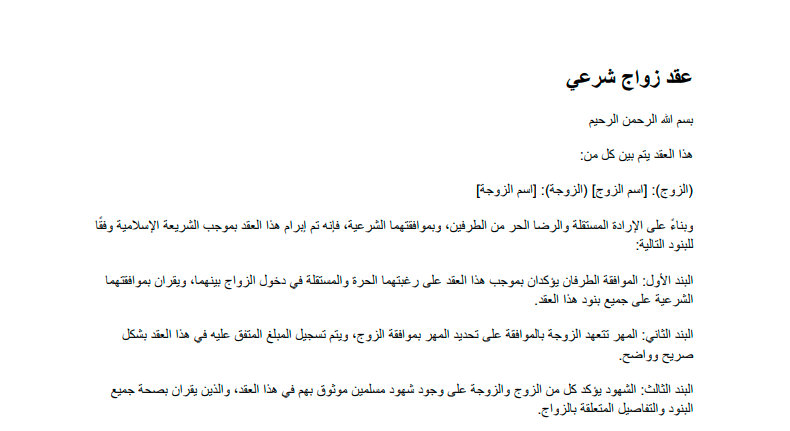 عقد زواج شرعي
بسم الله الرحمن الرحيم
هذا العقد يتم بين كل من:
(الزوج): [اسم الزوج] (الزوجة): [اسم الزوجة]
وبناءً على الإرادة المستقلة والرضا الحر من الطرفين، وبموافقتهما الشرعية، فإنه تم إبرام هذا العقد بموجب الشريعة الإسلامية وفقًا
للبنود التالية:
البند الأول: الموافقة الطرفان يؤكدان بموجب هذا العقد على رغبتهما الحرة والمستقلة في دخول الزواج بينهما، ويقران بموافقتهما
الشرعية على جميع بنود هذا العقد.
البند الثاني: المهر تتعهد الزوجة بالموافقة على تحديد المهر بموافقة الزوج، ويتم تسجيل المبلغ المتفق عليه في هذا العقد بشكل
صريح وواضح.
البند الثالث: الشهود يؤكد كل من الزوج والزوجة على وجود شهود مسلمين موثوق بهم في هذا العقد، والذين يقران بصحة جميع
البنود والتفاصيل المتعلقة بالزواج.